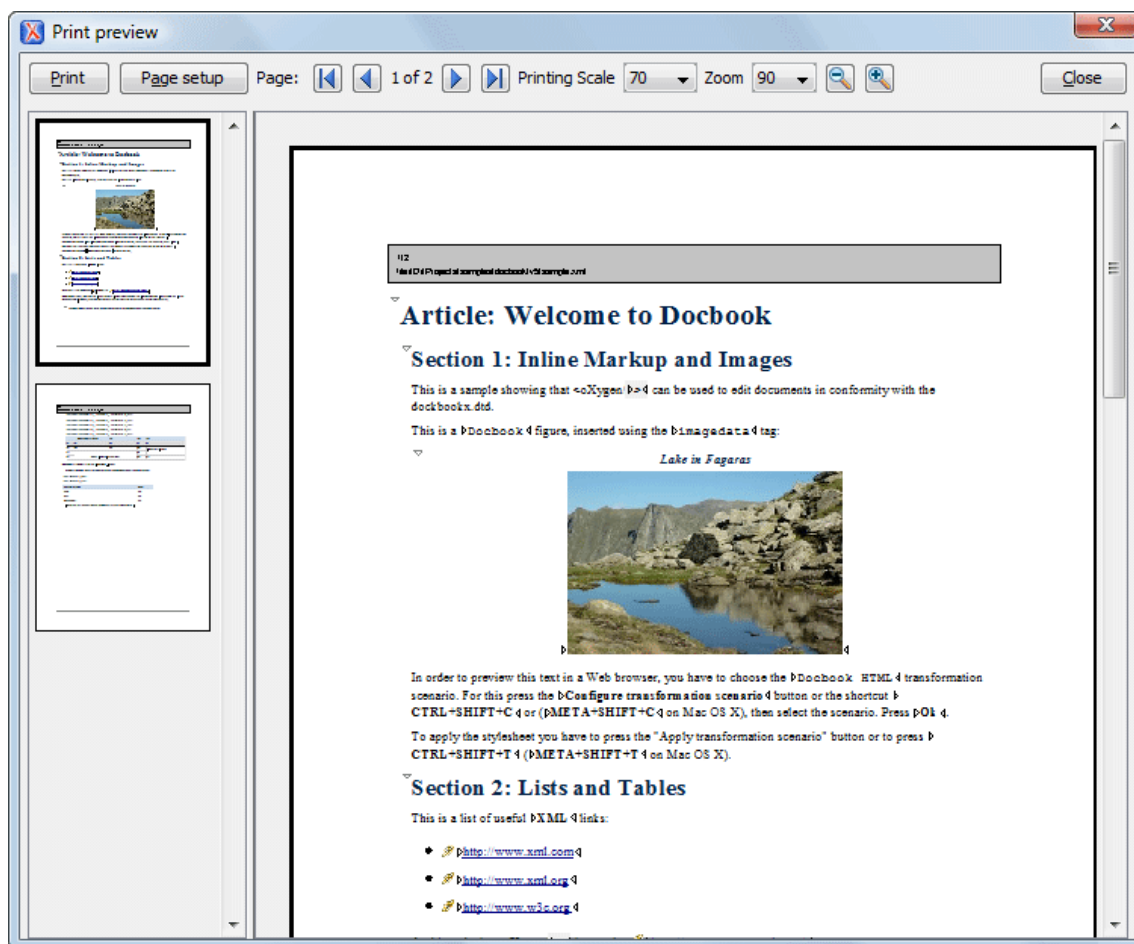 Print preview
Print Page setup Page: 1 of 2 Printing Scale 70 Zoom 90 Close
Article: Welcome to Docbook
Section 1: Inline Markup and Images
This is a sample showing that <oXygen > can be used to edit documents in conformity with the
dockbookx.dtd.
This is a Docbook figure, inserted using the imagedata tag:
Lake in Fagaras
In order to preview this text in a Web browser, you have to choose the Docbook HTML transformation
scenario. For this press the Configure transformation scenario button or the shortcut
CTRL+SHIFT+C or (META+SHIFT+C on Mac OS X), then select the scenario. Press Ok .
To apply the stylesheet you have to press the "Apply transformation scenario" button or to press
CTRL+SHIFT+T (META+SHIFT+T on Mac OS X).
Section 2: Lists and Tables
This is a list of useful XML links:
http://www.xml.com
http://www.xml.org
http://www.w3c.org